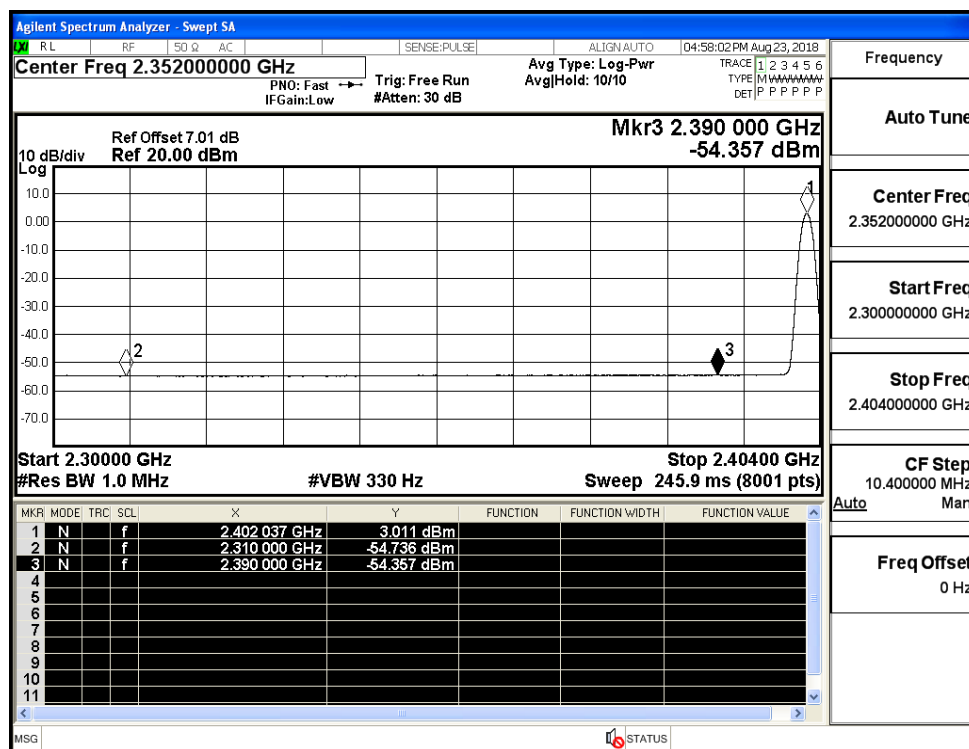 Agilent Spectrum Analyzer - Swept SA
LXI RL RF 50 Ω AC SENSE:PULSE ALIGN AUTO 04:58:02 PM Aug 23, 2018
Center Freq 2.352000000 GHz
PNO: Fast
IFGain:Low
Trig: Free Run
#Atten: 30 dB
Avg Type: Log-Pwr
Avg|Hold: 10/10
TRACE 1 2 3 4 5 6
TYPE M W W W W W
DET P P P P P P
Ref Offset 7.01 dB
10 dB/div Ref 20.00 dBm
Log
Mkr3 2.390 000 GHz
-54.357 dBm
10.0
0.00
-10.0
-20.0
-30.0
-40.0
-50.0
-60.0
-70.0
1
2
3
Start 2.30000 GHz Stop 2.40400 GHz
#Res BW 1.0 MHz #VBW 330 Hz Sweep 245.9 ms (8001 pts)
MKR MODE TRC SCL X Y FUNCTION FUNCTION WIDTH FUNCTION VALUE
1 N f 2.402 037 GHz 3.011 dBm
2 N f 2.310 000 GHz -54.736 dBm
3 N f 2.390 000 GHz -54.357 dBm
4
5
6
7
8
9
10
11
MSG STATUS
Frequency
Auto Tune
Center Freq
2.352000000 GHz
Start Freq
2.300000000 GHz
Stop Freq
2.404000000 GHz
CF Step
10.400000 MHz
Auto Man
Freq Offset
0 Hz